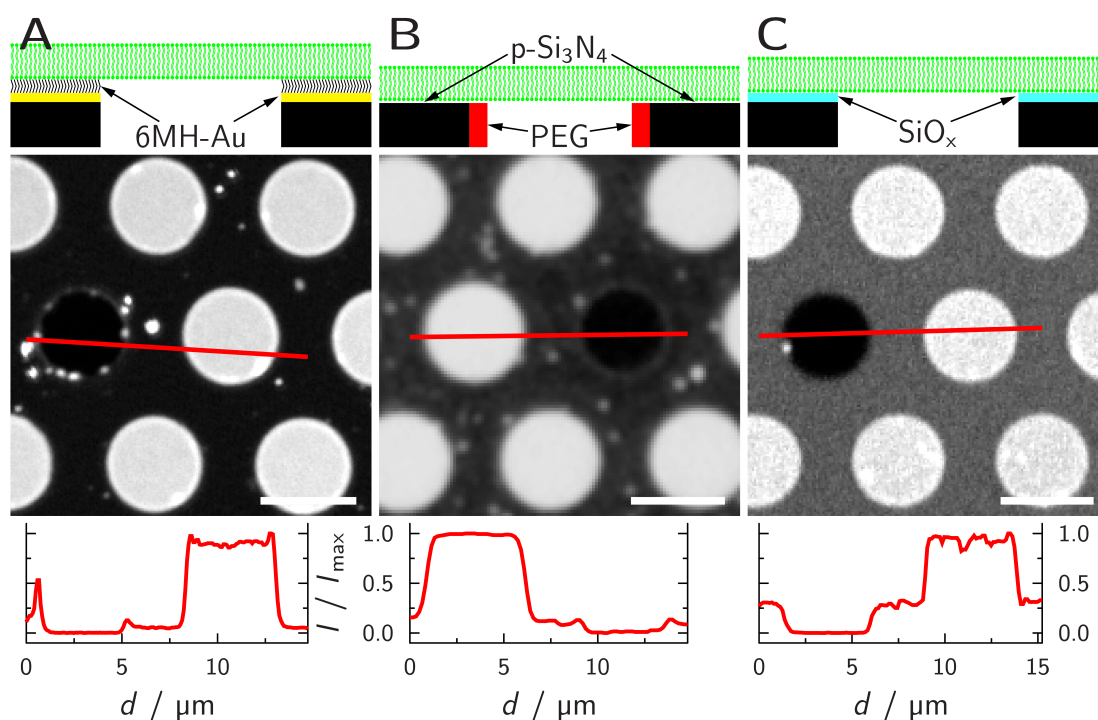 A B C
p-Si₃N₄
6MH-Au PEG SiOₓ
1.0 1.0
0.5 0.5
0.0 0.0
I / Imax
0 5 10 0 5 10 0 5 10 15
d / μm d / μm d / μm